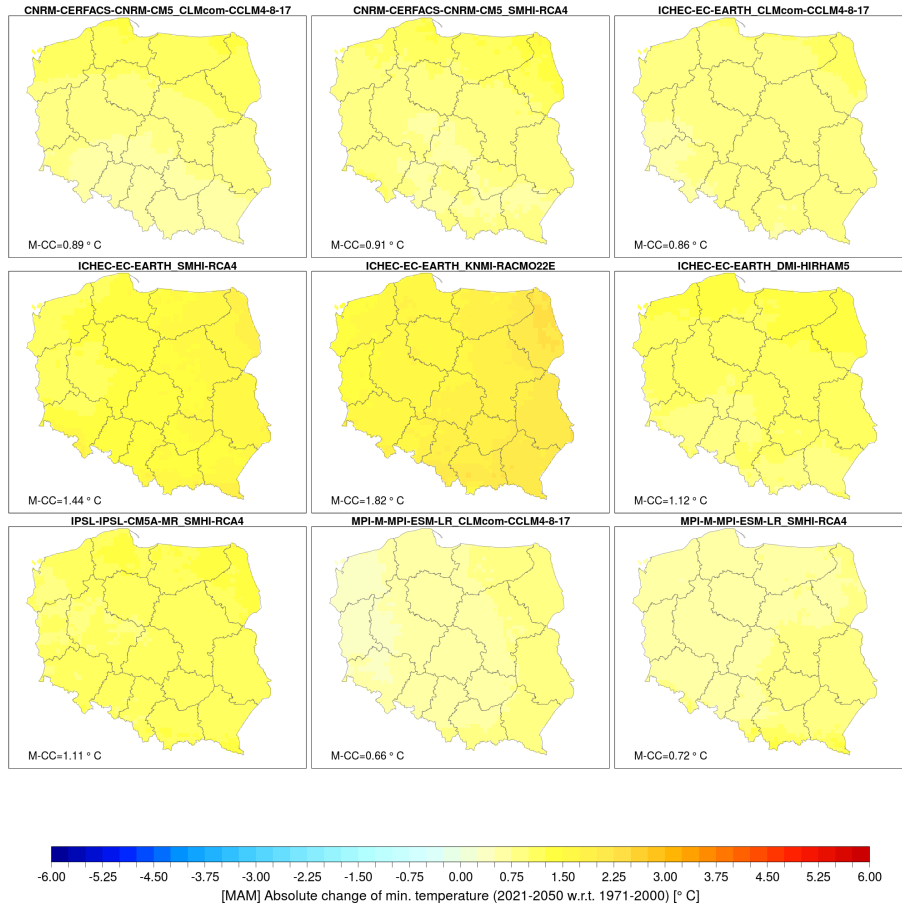 CNRM-CERFACS-CNRM-CM5_CLMcom-CCLM4-8-17
CNRM-CERFACS-CNRM-CM5_SMHI-RCA4
ICHEC-EC-EARTH_CLMcom-CCLM4-8-17
M-CC=0.89 ° C
M-CC=0.91 ° C
M-CC=0.86 ° C
ICHEC-EC-EARTH_SMHI-RCA4
ICHEC-EC-EARTH_KNMI-RACMO22E
ICHEC-EC-EARTH_DMI-HIRHAM5
M-CC=1.44 ° C
M-CC=1.82 ° C
M-CC=1.12 ° C
IPSL-IPSL-CM5A-MR_SMHI-RCA4
MPI-M-MPI-ESM-LR_CLMcom-CCLM4-8-17
MPI-M-MPI-ESM-LR_SMHI-RCA4
M-CC=1.11 ° C
M-CC=0.66 ° C
M-CC=0.72 ° C
-6.00 -5.25 -4.50 -3.75 -3.00 -2.25 -1.50 -0.75 0.00 0.75 1.50 2.25 3.00 3.75 4.50 5.25 6.00
[MAM] Absolute change of min. temperature (2021-2050 w.r.t. 1971-2000) [° C]